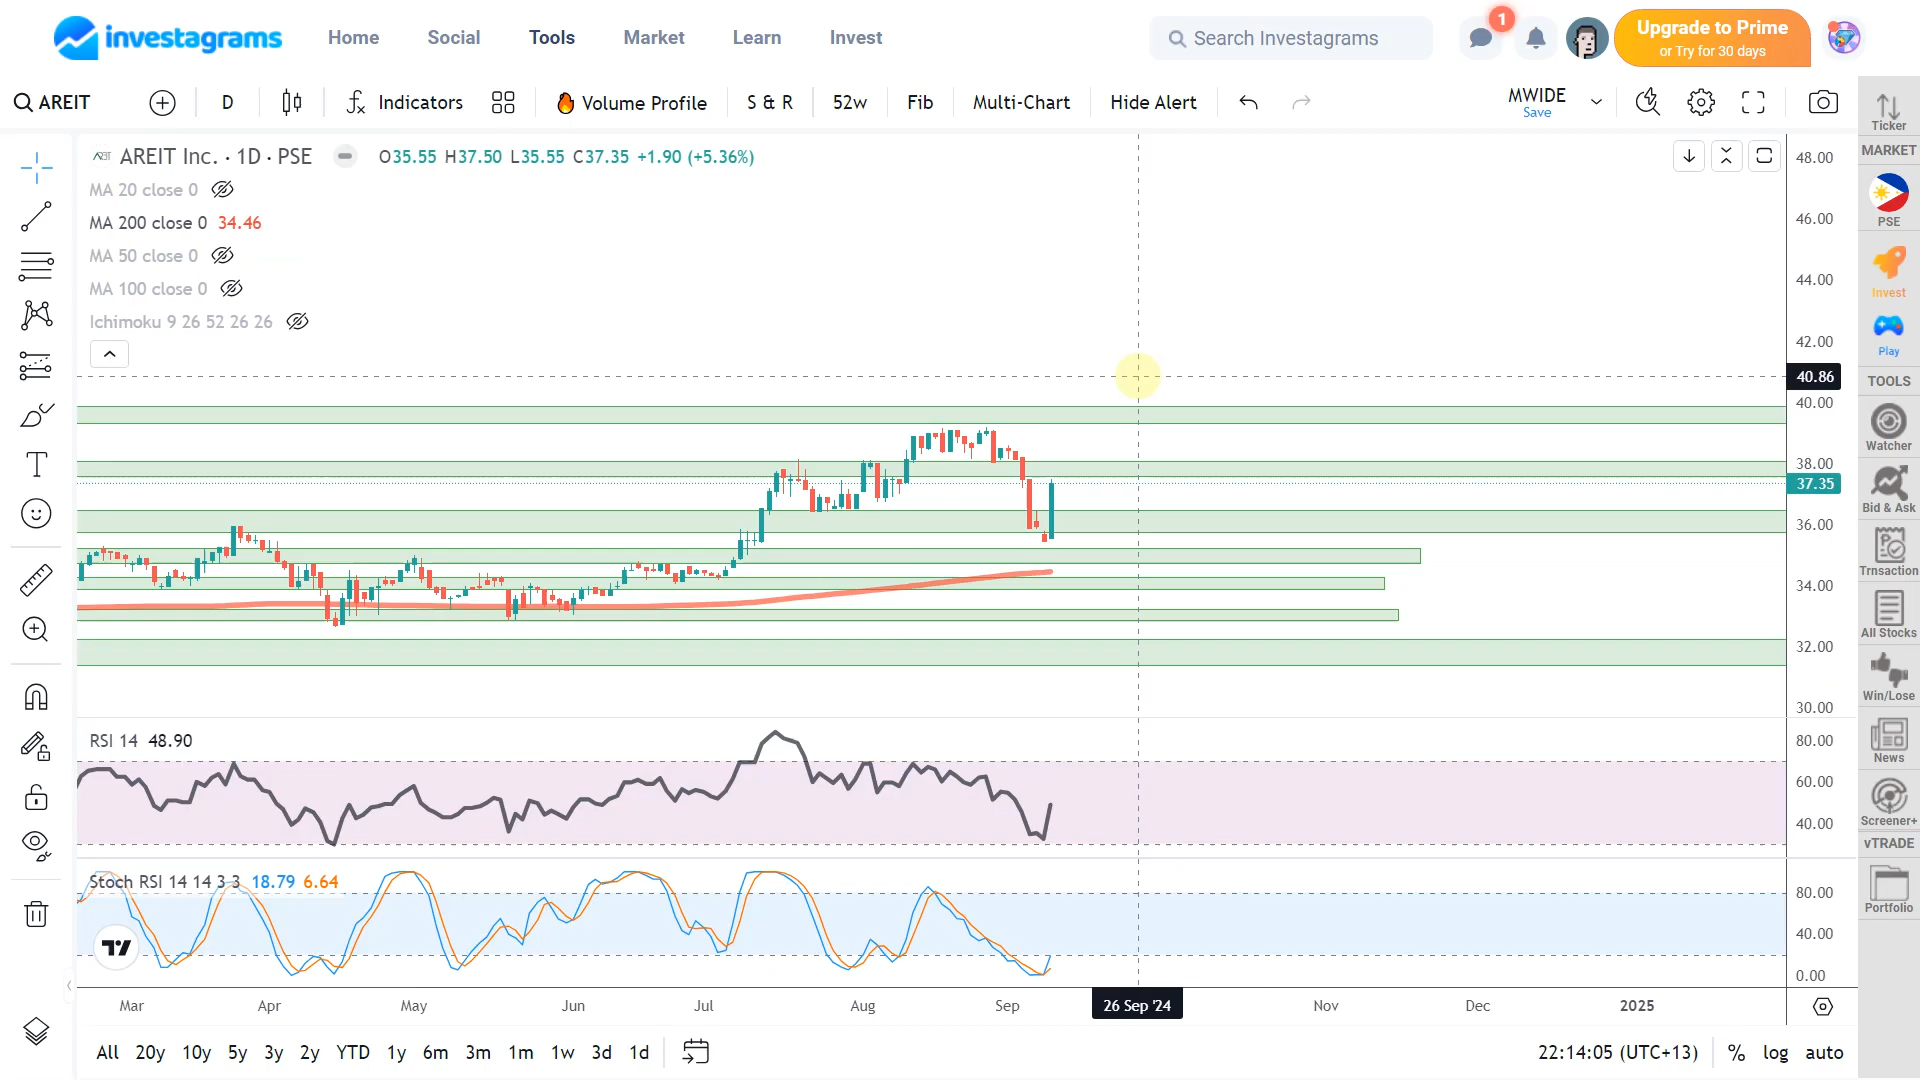 investagrams
Home Social Tools Market Learn Invest
Search Investagrams
1
Upgrade to Prime
or Try for 30 days
AREIT
D
Indicators
Volume Profile
S & R
52w
Fib
Multi-Chart
Hide Alert
MWIDE
Save
AREIT Inc. · 1D · PSE
O35.55 H37.50 L35.55 C37.35 +1.90 (+5.36%)
MA 20 close 0
MA 200 close 0 34.46
MA 50 close 0
MA 100 close 0
Ichimoku 9 26 52 26 26
48.00
46.00
44.00
42.00
40.86
40.00
38.00
37.35
36.00
34.00
32.00
30.00
RSI 14 48.90
80.00
60.00
40.00
Stoch RSI 14 14 3 3 18.79 6.64
80.00
40.00
0.00
Mar Apr May Jun Jul Aug Sep 26 Sep '24 Nov Dec 2025
All 20y 10y 5y 3y 2y YTD 1y 6m 3m 1m 1w 3d 1d
22:14:05 (UTC+13)
% log auto
Ticker
MARKET
PSE
Invest
Play
TOOLS
Watcher
Bid & Ask
Trnsaction
All Stocks
Win/Lose
News
Screener+
vTRADE
Portfolio